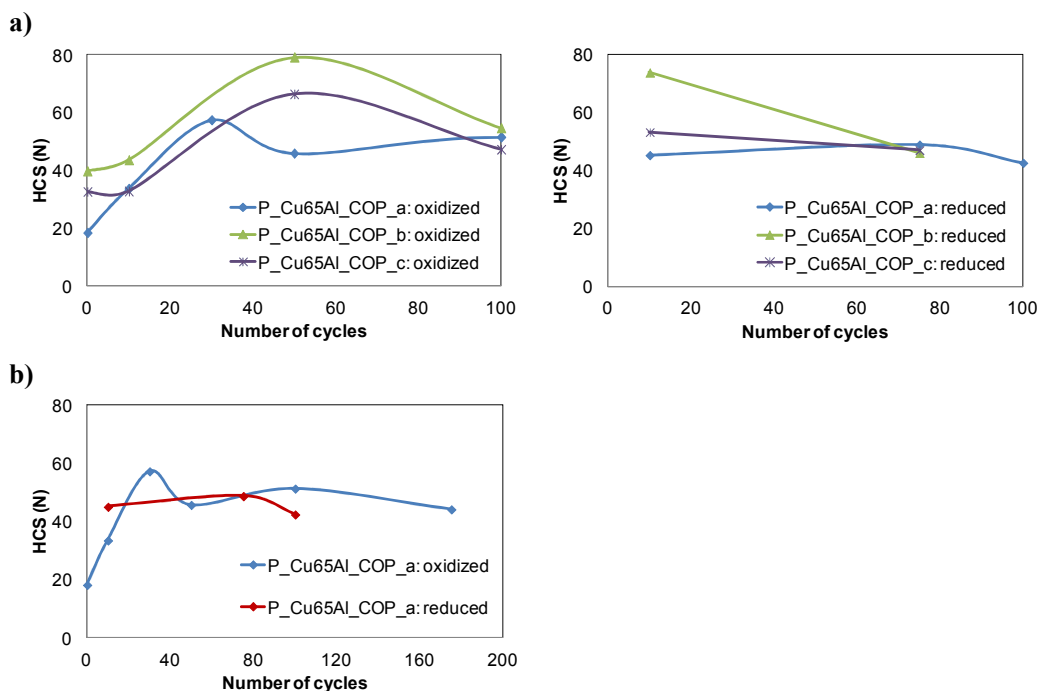 a)
80
60
40
20
0
HCS (N)
0 20 40 60 80 100
Number of cycles
P_Cu65Al_COP_a: oxidized
P_Cu65Al_COP_b: oxidized
P_Cu65Al_COP_c: oxidized
80
60
40
20
0
HCS (N)
0 20 40 60 80 100
Number of cycles
P_Cu65Al_COP_a: reduced
P_Cu65Al_COP_b: reduced
P_Cu65Al_COP_c: reduced
b)
80
60
40
20
0
HCS (N)
0 40 80 120 160 200
Number of cycles
P_Cu65Al_COP_a: oxidized
P_Cu65Al_COP_a: reduced